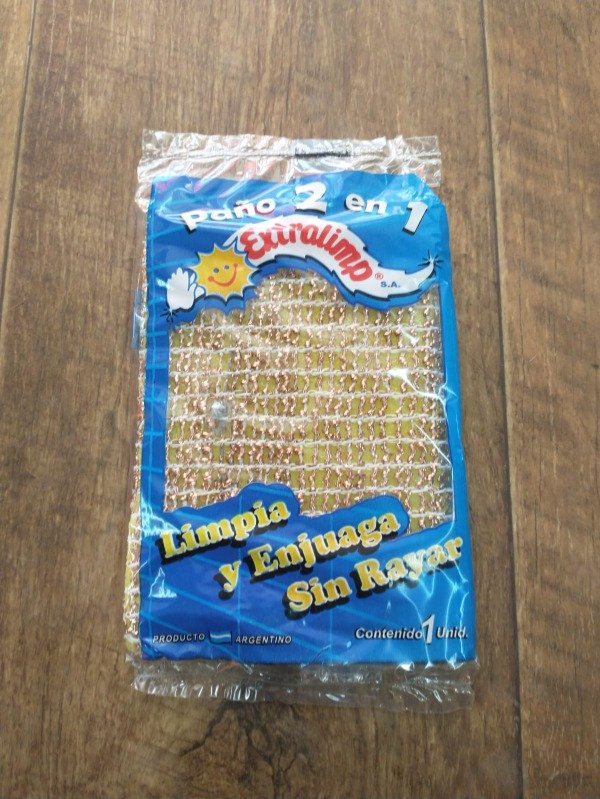 Paño 2 en 1
Extralimp®
S.A.
Limpia
y Enjuaga
Sin Rayar
PRODUCTO ARGENTINO
Contenido 1 Unid.